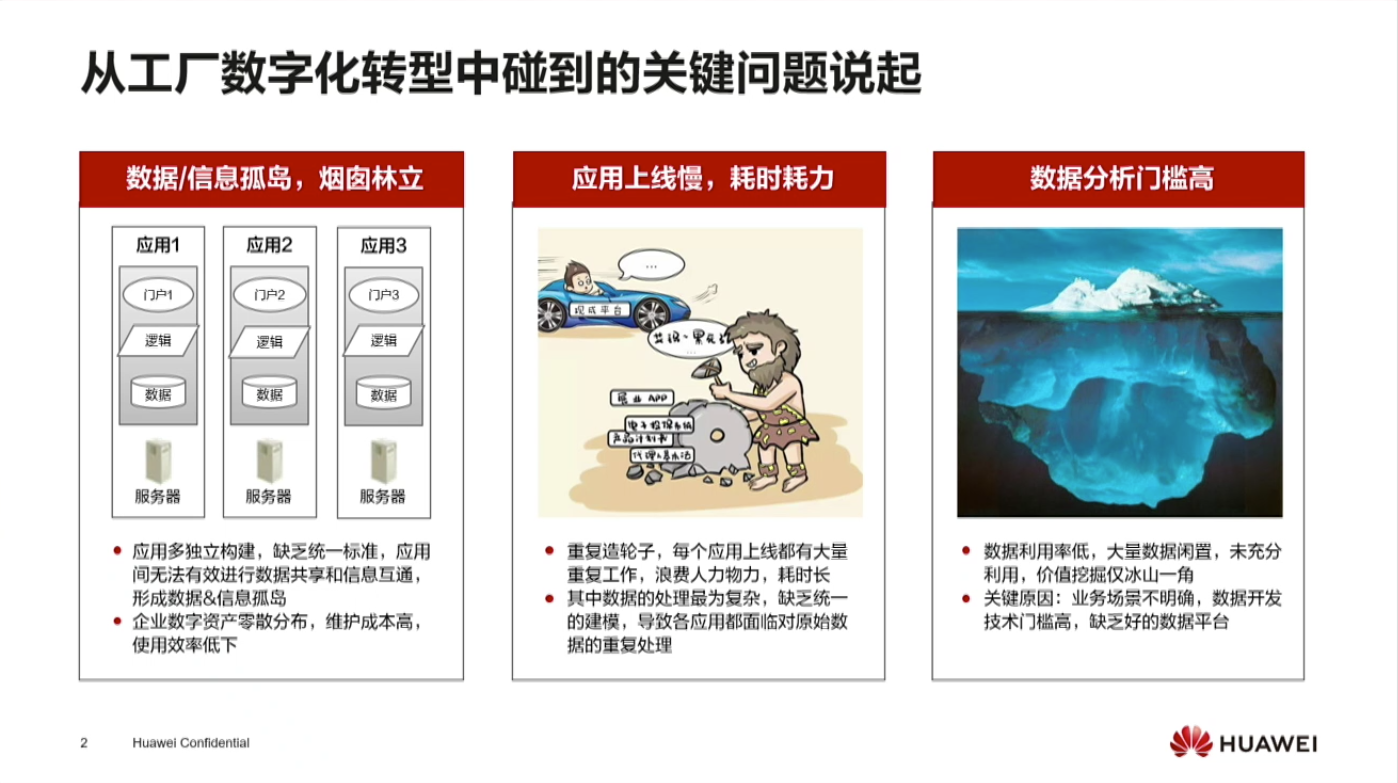 从工厂数字化转型中碰到的关键问题说起
数据/信息孤岛，烟囱林立
应用1
应用2
应用3
门户1
门户2
门户3
逻辑
逻辑
逻辑
数据
数据
数据
服务器
服务器
服务器
应用多独立构建，缺乏统一标准，应用
间无法有效进行数据共享和信息互通，
形成数据&信息孤岛
企业数字资产零散分布，维护成本高，
使用效率低下
应用上线慢，耗时耗力
...
现成平台
展业 APP
电子投保系统
产品计划书
重复造轮子，每个应用上线都有大量
重复工作，浪费人力物力，耗时长
其中数据的处理最为复杂，缺乏统一
的建模，导致各应用都面临对原始数
据的重复处理
数据分析门槛高
数据利用率低，大量数据闲置，未充分
利用，价值挖掘仅冰山一角
关键原因：业务场景不明确，数据开发
技术门槛高，缺乏好的数据平台
2
Huawei Confidential
HUAWEI